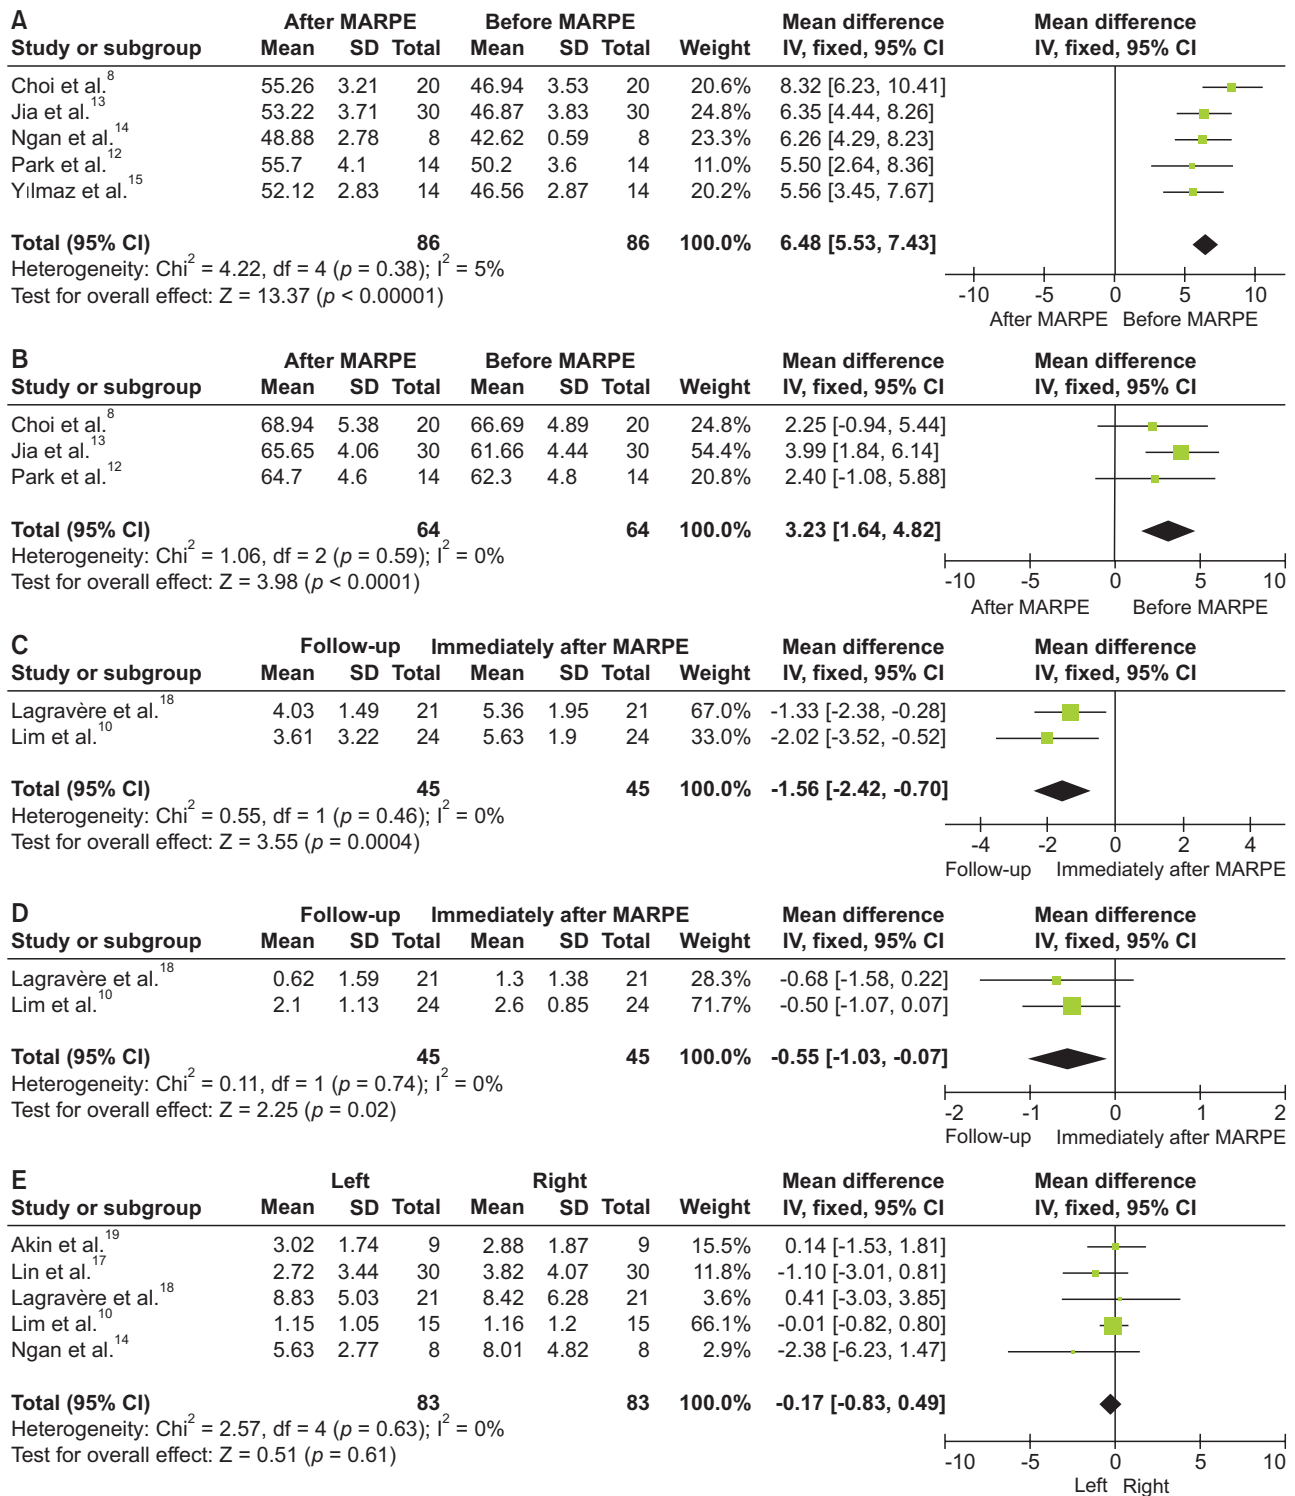 A
After MARPE Before MARPE Mean difference Mean difference
Study or subgroup Mean SD Total Mean SD Total Weight IV, fixed, 95% CI IV, fixed, 95% CI
Choi et al.8 55.26 3.21 20 46.94 3.53 20 20.6% 8.32 [6.23, 10.41]
Jia et al.13 53.22 3.71 30 46.87 3.83 30 24.8% 6.35 [4.44, 8.26]
Ngan et al.14 48.88 2.78 8 42.62 0.59 8 23.3% 6.26 [4.29, 8.23]
Park et al.12 55.7 4.1 14 50.2 3.6 14 11.0% 5.50 [2.64, 8.36]
Yılmaz et al.15 52.12 2.83 14 46.56 2.87 14 20.2% 5.56 [3.45, 7.67]
Total (95% CI) 86 86 100.0% 6.48 [5.53, 7.43]
Heterogeneity: Chi2 = 4.22, df = 4 (p = 0.38); I2 = 5%
Test for overall effect: Z = 13.37 (p < 0.00001)
-10 -5 0 5 10
After MARPE Before MARPE
B
After MARPE Before MARPE Mean difference Mean difference
Study or subgroup Mean SD Total Mean SD Total Weight IV, fixed, 95% CI IV, fixed, 95% CI
Choi et al.8 68.94 5.38 20 66.69 4.89 20 24.8% 2.25 [-0.94, 5.44]
Jia et al.13 65.65 4.06 30 61.66 4.44 30 54.4% 3.99 [1.84, 6.14]
Park et al.12 64.7 4.6 14 62.3 4.8 14 20.8% 2.40 [-1.08, 5.88]
Total (95% CI) 64 64 100.0% 3.23 [1.64, 4.82]
Heterogeneity: Chi2 = 1.06, df = 2 (p = 0.59); I2 = 0%
Test for overall effect: Z = 3.98 (p < 0.0001)
-10 -5 0 5 10
After MARPE Before MARPE
C
Follow-up Immediately after MARPE Mean difference Mean difference
Study or subgroup Mean SD Total Mean SD Total Weight IV, fixed, 95% CI IV, fixed, 95% CI
Lagravère et al.18 4.03 1.49 21 5.36 1.95 21 67.0% -1.33 [-2.38, -0.28]
Lim et al.10 3.61 3.22 24 5.63 1.9 24 33.0% -2.02 [-3.52, -0.52]
Total (95% CI) 45 45 100.0% -1.56 [-2.42, -0.70]
Heterogeneity: Chi2 = 0.55, df = 1 (p = 0.46); I2 = 0%
Test for overall effect: Z = 3.55 (p = 0.0004)
-4 -2 0 2 4
Follow-up Immediately after MARPE
D
Follow-up Immediately after MARPE Mean difference Mean difference
Study or subgroup Mean SD Total Mean SD Total Weight IV, fixed, 95% CI IV, fixed, 95% CI
Lagravère et al.18 0.62 1.59 21 1.3 1.38 21 28.3% -0.68 [-1.58, 0.22]
Lim et al.10 2.1 1.13 24 2.6 0.85 24 71.7% -0.50 [-1.07, 0.07]
Total (95% CI) 45 45 100.0% -0.55 [-1.03, -0.07]
Heterogeneity: Chi2 = 0.11, df = 1 (p = 0.74); I2 = 0%
Test for overall effect: Z = 2.25 (p = 0.02)
-2 -1 0 1 2
Follow-up Immediately after MARPE
E
Left Right Mean difference Mean difference
Study or subgroup Mean SD Total Mean SD Total Weight IV, fixed, 95% CI IV, fixed, 95% CI
Akin et al.19 3.02 1.74 9 2.88 1.87 9 15.5% 0.14 [-1.53, 1.81]
Lin et al.17 2.72 3.44 30 3.82 4.07 30 11.8% -1.10 [-3.01, 0.81]
Lagravère et al.18 8.83 5.03 21 8.42 6.28 21 3.6% 0.41 [-3.03, 3.85]
Lim et al.10 1.15 1.05 15 1.16 1.2 15 66.1% -0.01 [-0.82, 0.80]
Ngan et al.14 5.63 2.77 8 8.01 4.82 8 2.9% -2.38 [-6.23, 1.47]
Total (95% CI) 83 83 100.0% -0.17 [-0.83, 0.49]
Heterogeneity: Chi2 = 2.57, df = 4 (p = 0.63); I2 = 0%
Test for overall effect: Z = 0.51 (p = 0.61)
-10 -5 0 5 10
Left Right